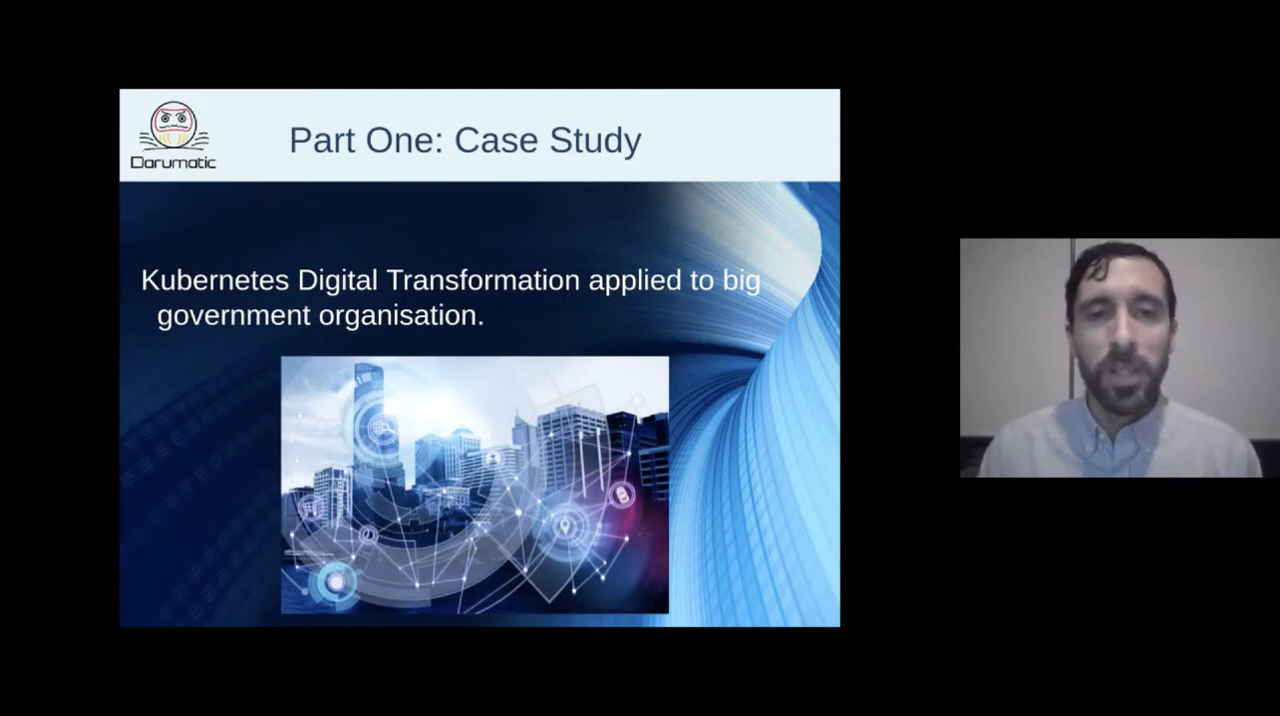 Darumatic
Part One: Case Study
Kubernetes Digital Transformation applied to big
government organisation.